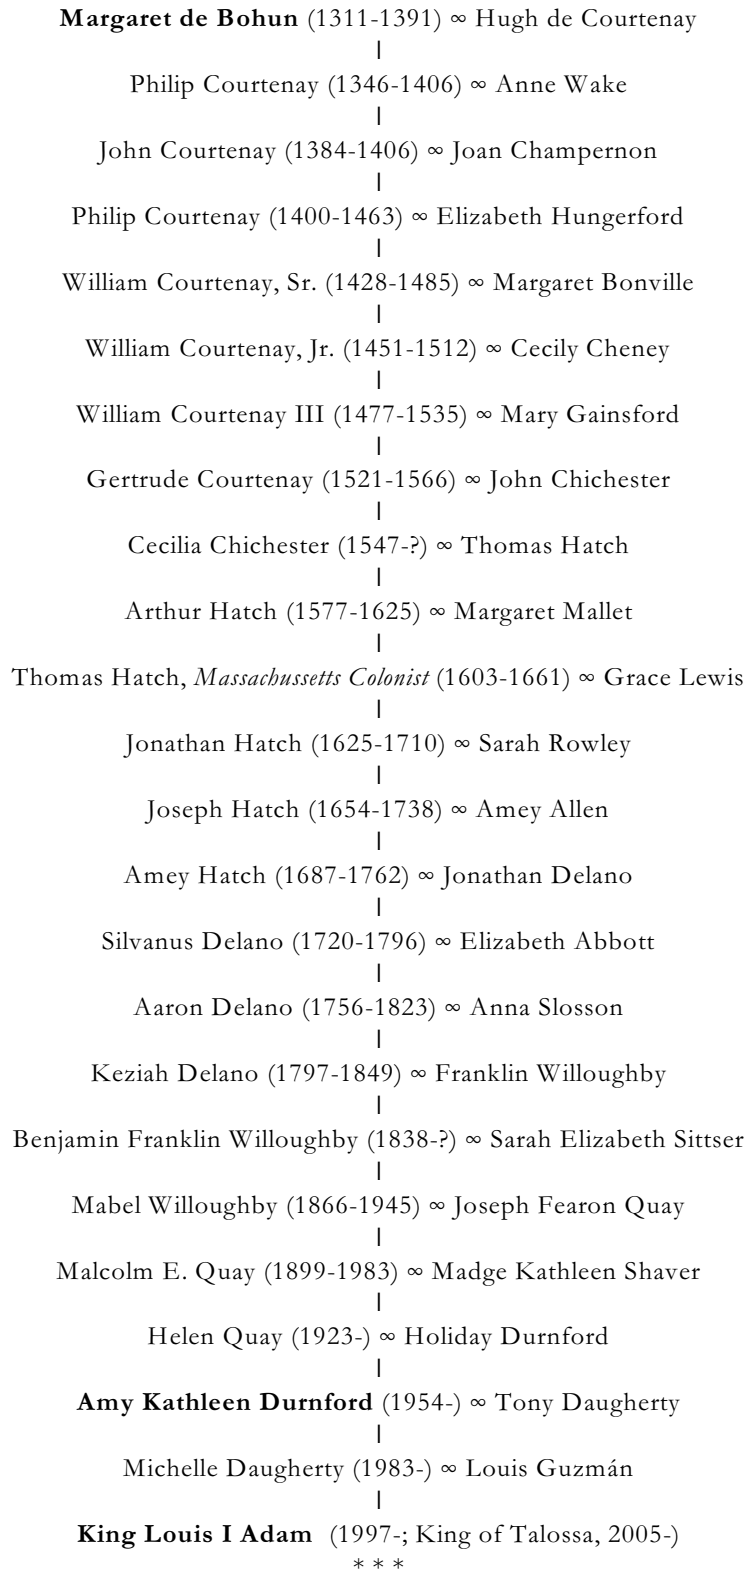 Margaret de Bohun (1311-1391) ∞ Hugh de Courtenay
|
Philip Courtenay (1346-1406) ∞ Anne Wake
|
John Courtenay (1384-1406) ∞ Joan Champernon
|
Philip Courtenay (1400-1463) ∞ Elizabeth Hungerford
|
William Courtenay, Sr. (1428-1485) ∞ Margaret Bonville
|
William Courtenay, Jr. (1451-1512) ∞ Cecily Cheney
|
William Courtenay III (1477-1535) ∞ Mary Gainsford
|
Gertrude Courtenay (1521-1566) ∞ John Chichester
|
Cecilia Chichester (1547-?) ∞ Thomas Hatch
|
Arthur Hatch (1577-1625) ∞ Margaret Mallet
|
Thomas Hatch, Massachussetts Colonist (1603-1661) ∞ Grace Lewis
|
Jonathan Hatch (1625-1710) ∞ Sarah Rowley
|
Joseph Hatch (1654-1738) ∞ Amey Allen
|
Amey Hatch (1687-1762) ∞ Jonathan Delano
|
Silvanus Delano (1720-1796) ∞ Elizabeth Abbott
|
Aaron Delano (1756-1823) ∞ Anna Slosson
|
Keziah Delano (1797-1849) ∞ Franklin Willoughby
|
Benjamin Franklin Willoughby (1838-?) ∞ Sarah Elizabeth Sittser
|
Mabel Willoughby (1866-1945) ∞ Joseph Fearon Quay
|
Malcolm E. Quay (1899-1983) ∞ Madge Kathleen Shaver
|
Helen Quay (1923-) ∞ Holiday Durnford
|
Amy Kathleen Durnford (1954-) ∞ Tony Daugherty
|
Michelle Daugherty (1983-) ∞ Louis Guzmán
|
King Louis I Adam (1997-; King of Talossa, 2005-)
* * *